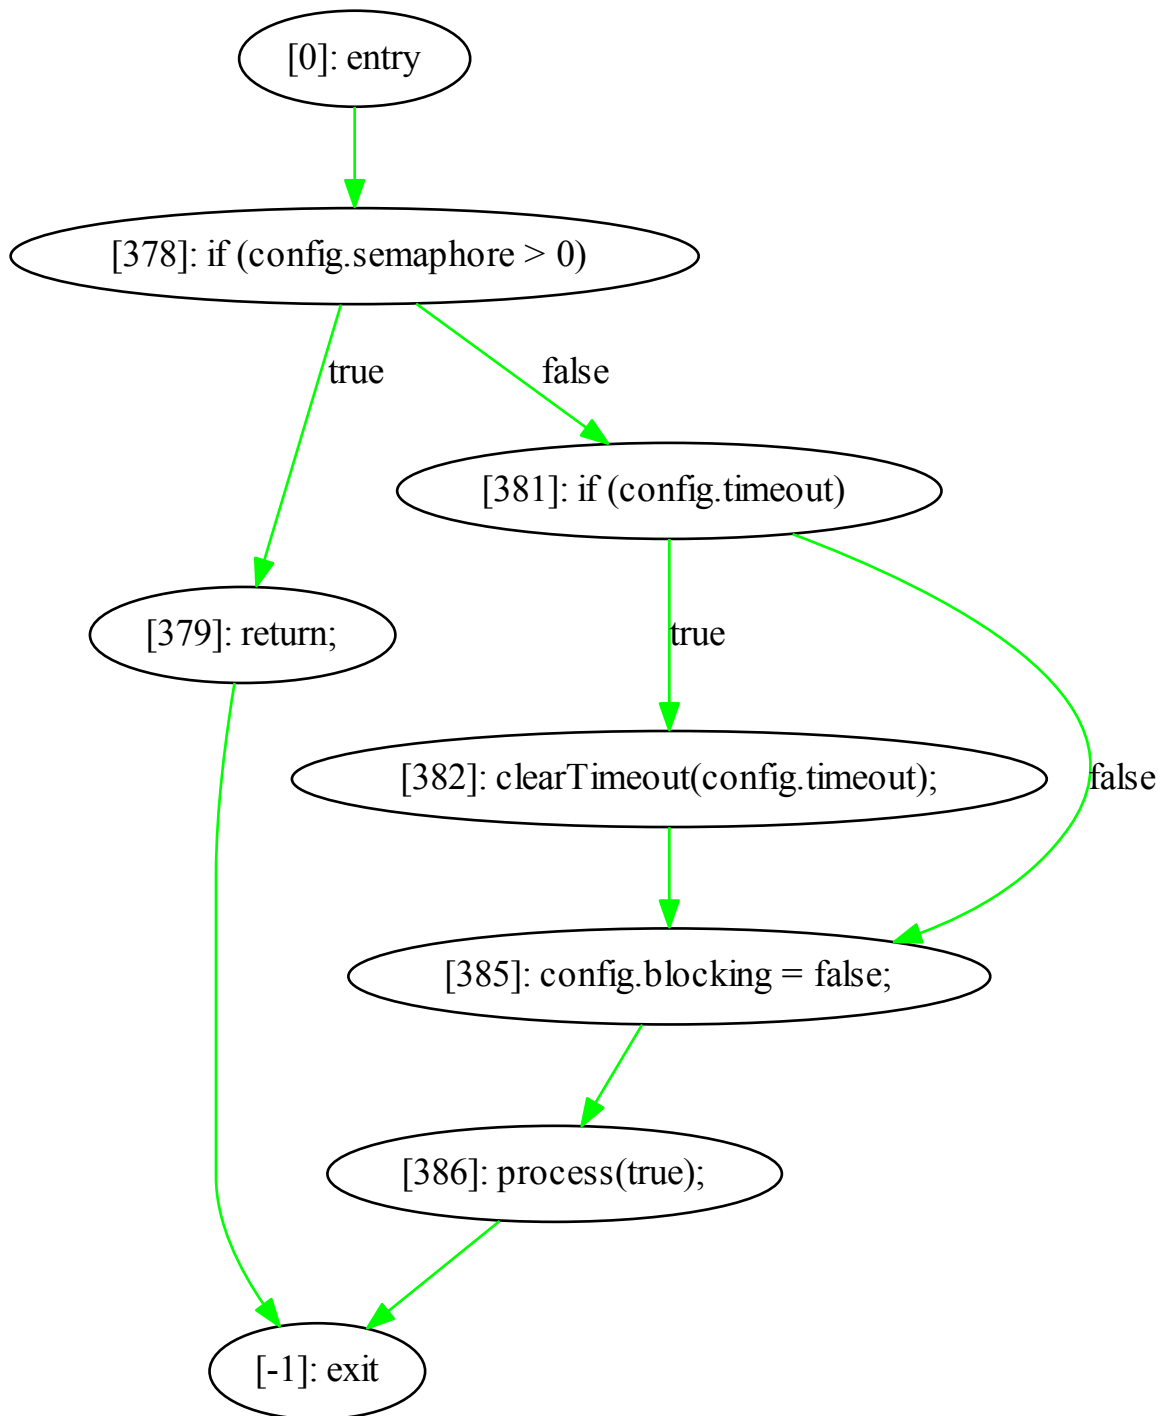 [0]: entry
[378]: if (config.semaphore > 0)
true
false
[381]: if (config.timeout)
[379]: return;
true
[382]: clearTimeout(config.timeout);
false
[385]: config.blocking = false;
[386]: process(true);
[-1]: exit